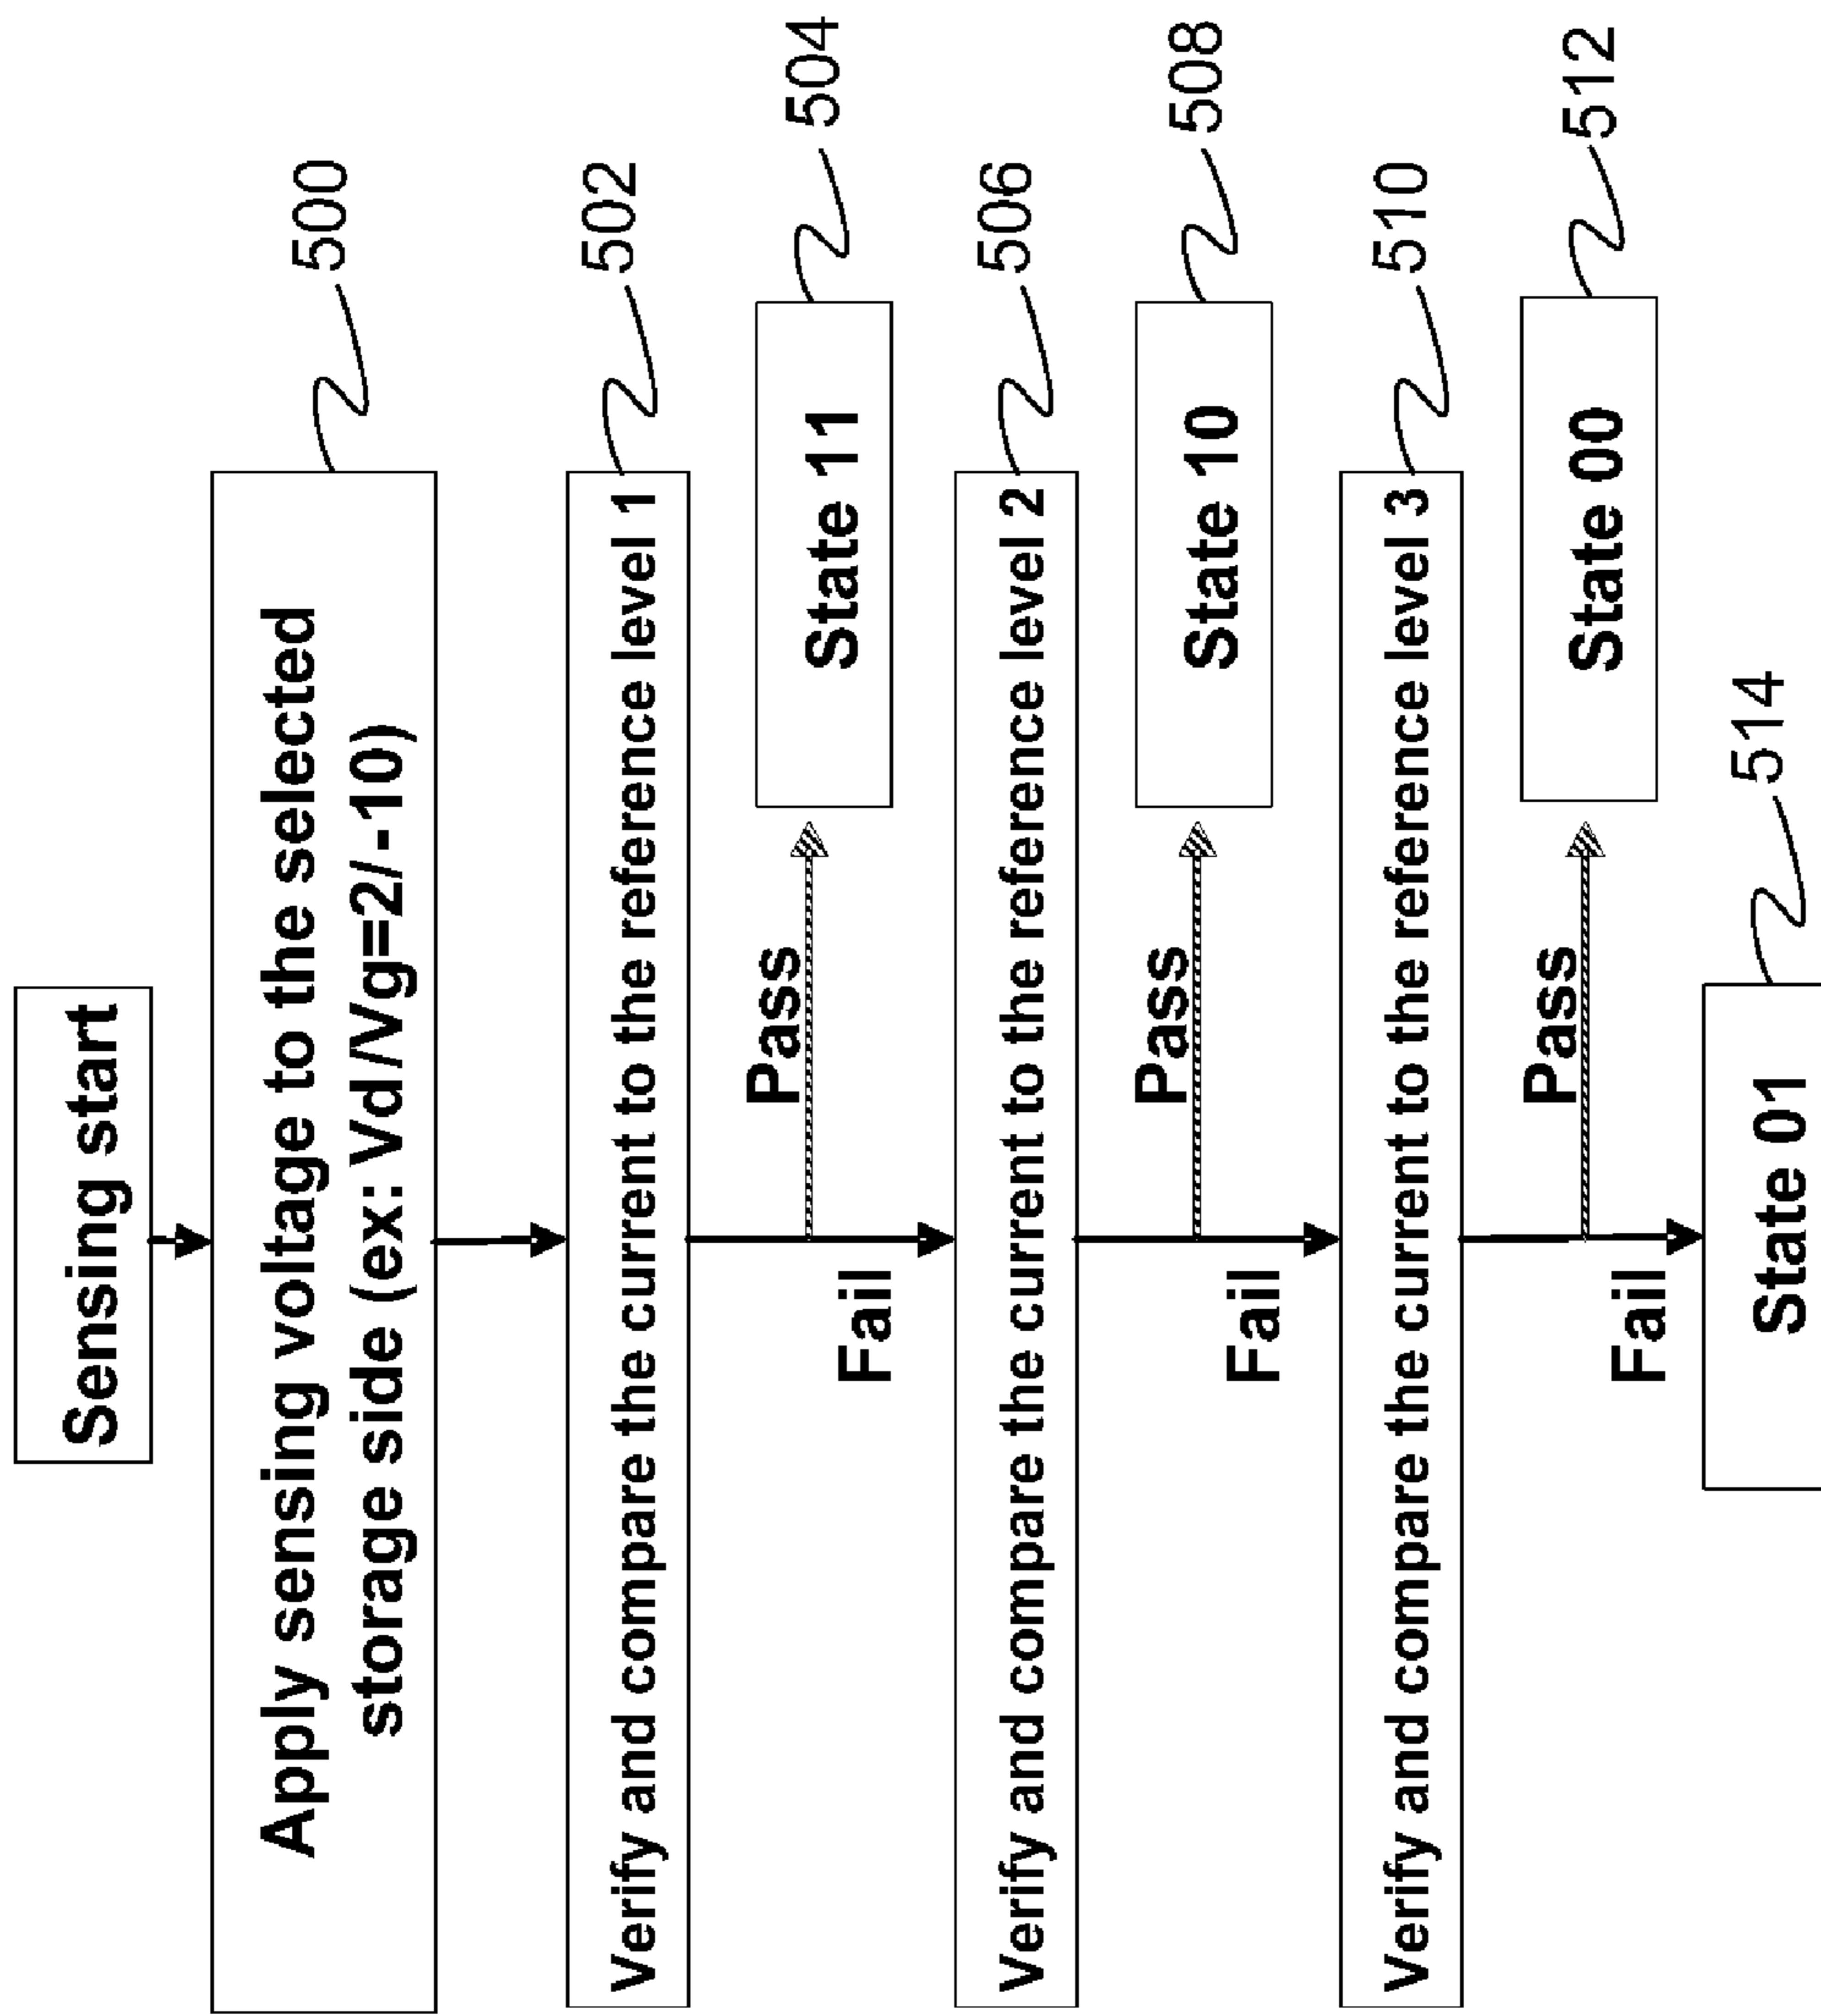 Sensing start
500
Apply sensing voltage to the selected
storage side (ex: Vd/Vg=2/-10)
502
Verify and compare the current to the reference level 1
504
Pass
State 11
Fail
506
Verify and compare the current to the reference level 2
508
Pass
State 10
Fail
510
Verify and compare the current to the reference level 3
512
Pass
State 00
Fail
514
State 01